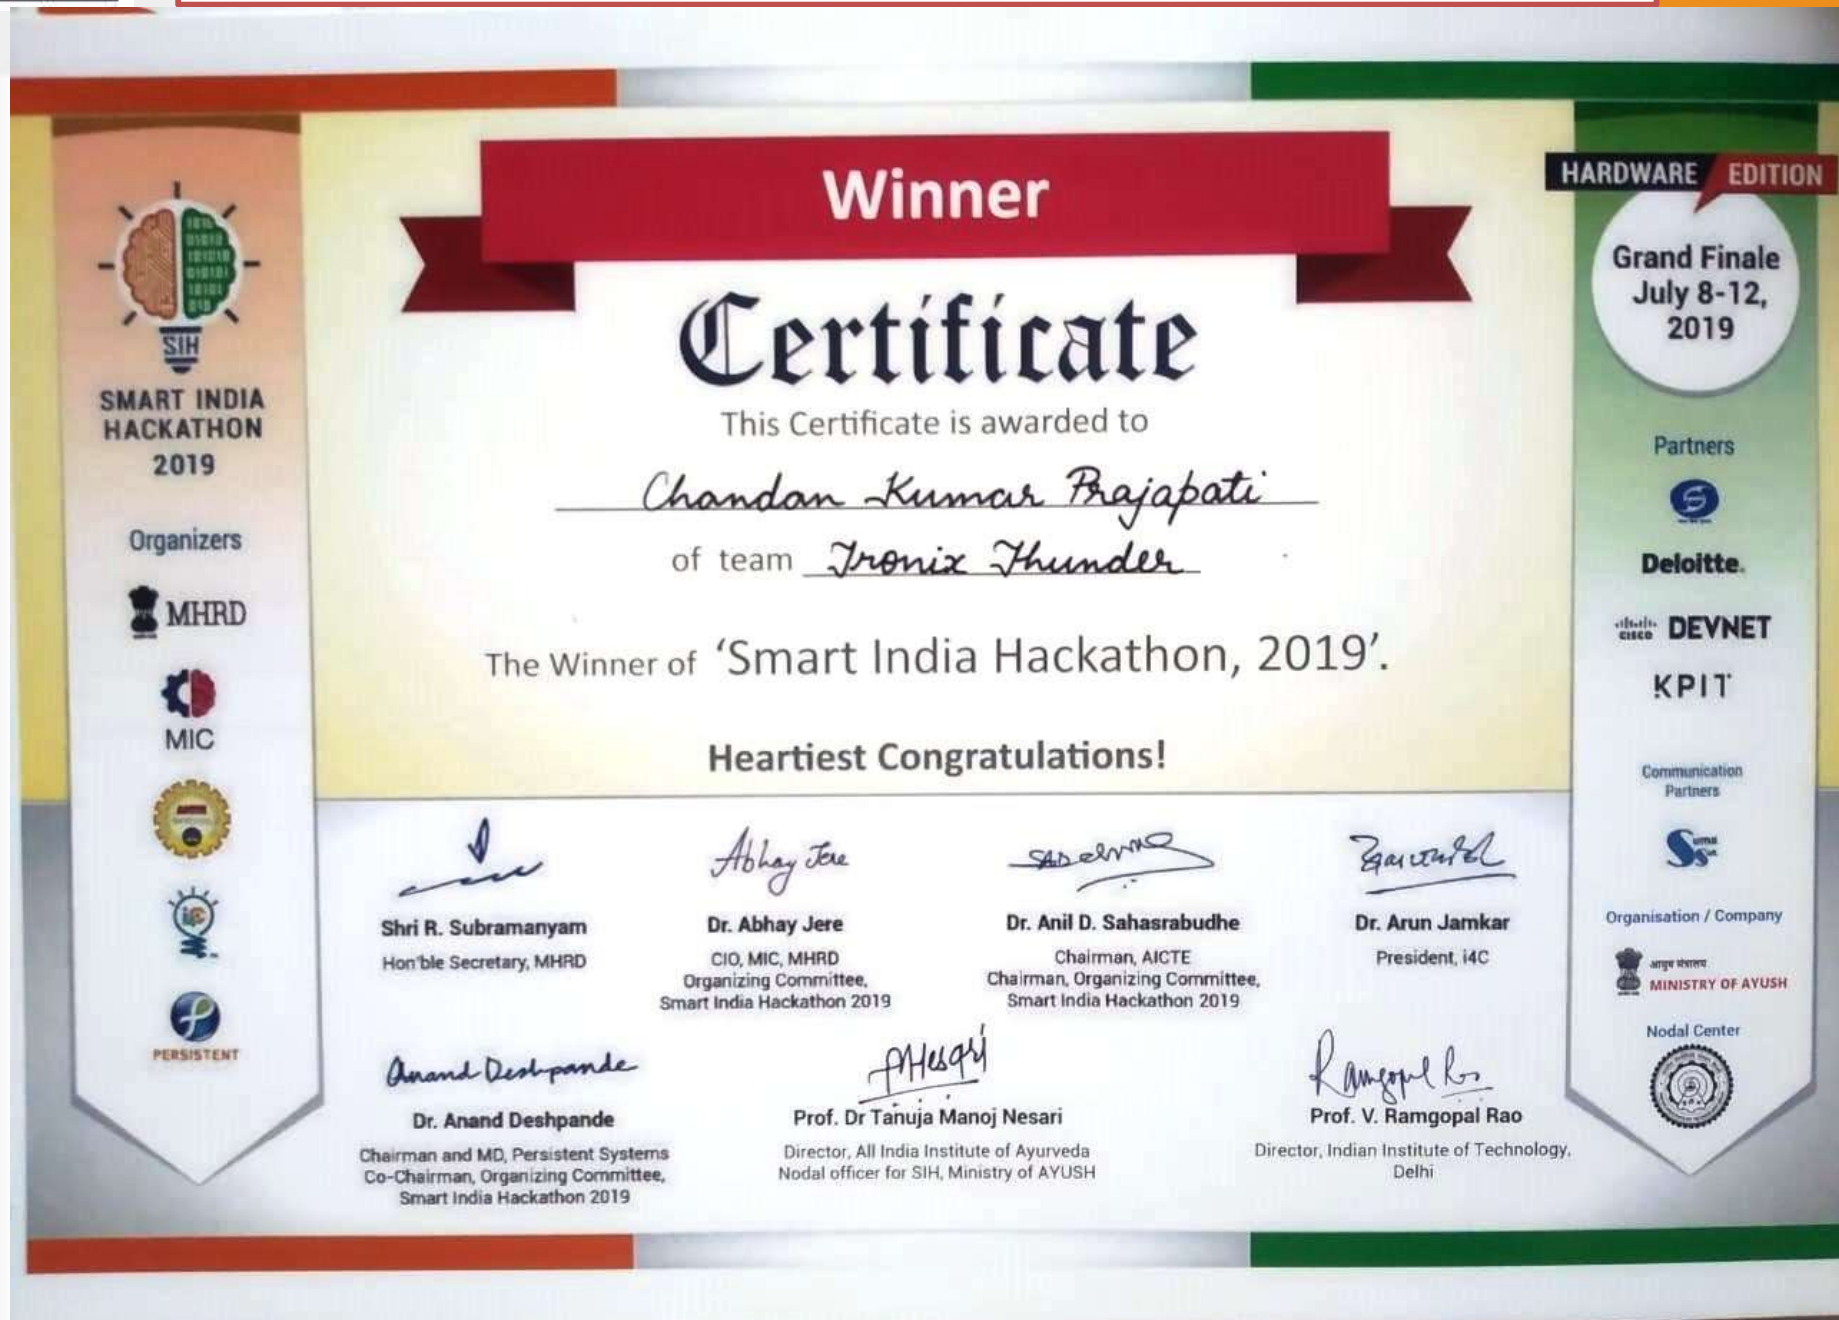 Winner
Certificate
This Certificate is awarded to
Chandan Kumar Prajapati
of team Tronix Thunder
The Winner of 'Smart India Hackathon, 2019'.
Heartiest Congratulations!
SIH
SMART INDIA
HACKATHON
2019
Organizers
MHRD
MIC
PERSISTENT
HARDWARE EDITION
Grand Finale
July 8-12,
2019
Partners
Deloitte.
CISCO DEVNET
KPIT
Communication
Partners
Organisation / Company
आयुष मंत्रालय
MINISTRY OF AYUSH
Nodal Center
Abhay Jere
Shri R. Subramanyam
Hon'ble Secretary, MHRD
Dr. Abhay Jere
CIO, MIC, MHRD
Organizing Committee,
Smart India Hackathon 2019
Dr. Anil D. Sahasrabudhe
Chairman, AICTE
Chairman, Organizing Committee,
Smart India Hackathon 2019
Dr. Arun Jamkar
President, i4C
Anand Deshpande
Dr. Anand Deshpande
Chairman and MD, Persistent Systems
Co-Chairman, Organizing Committee,
Smart India Hackathon 2019
Prof. Dr Tanuja Manoj Nesari
Director, All India Institute of Ayurveda
Nodal officer for SIH, Ministry of AYUSH
Ramgopal Rao
Prof. V. Ramgopal Rao
Director, Indian Institute of Technology,
Delhi